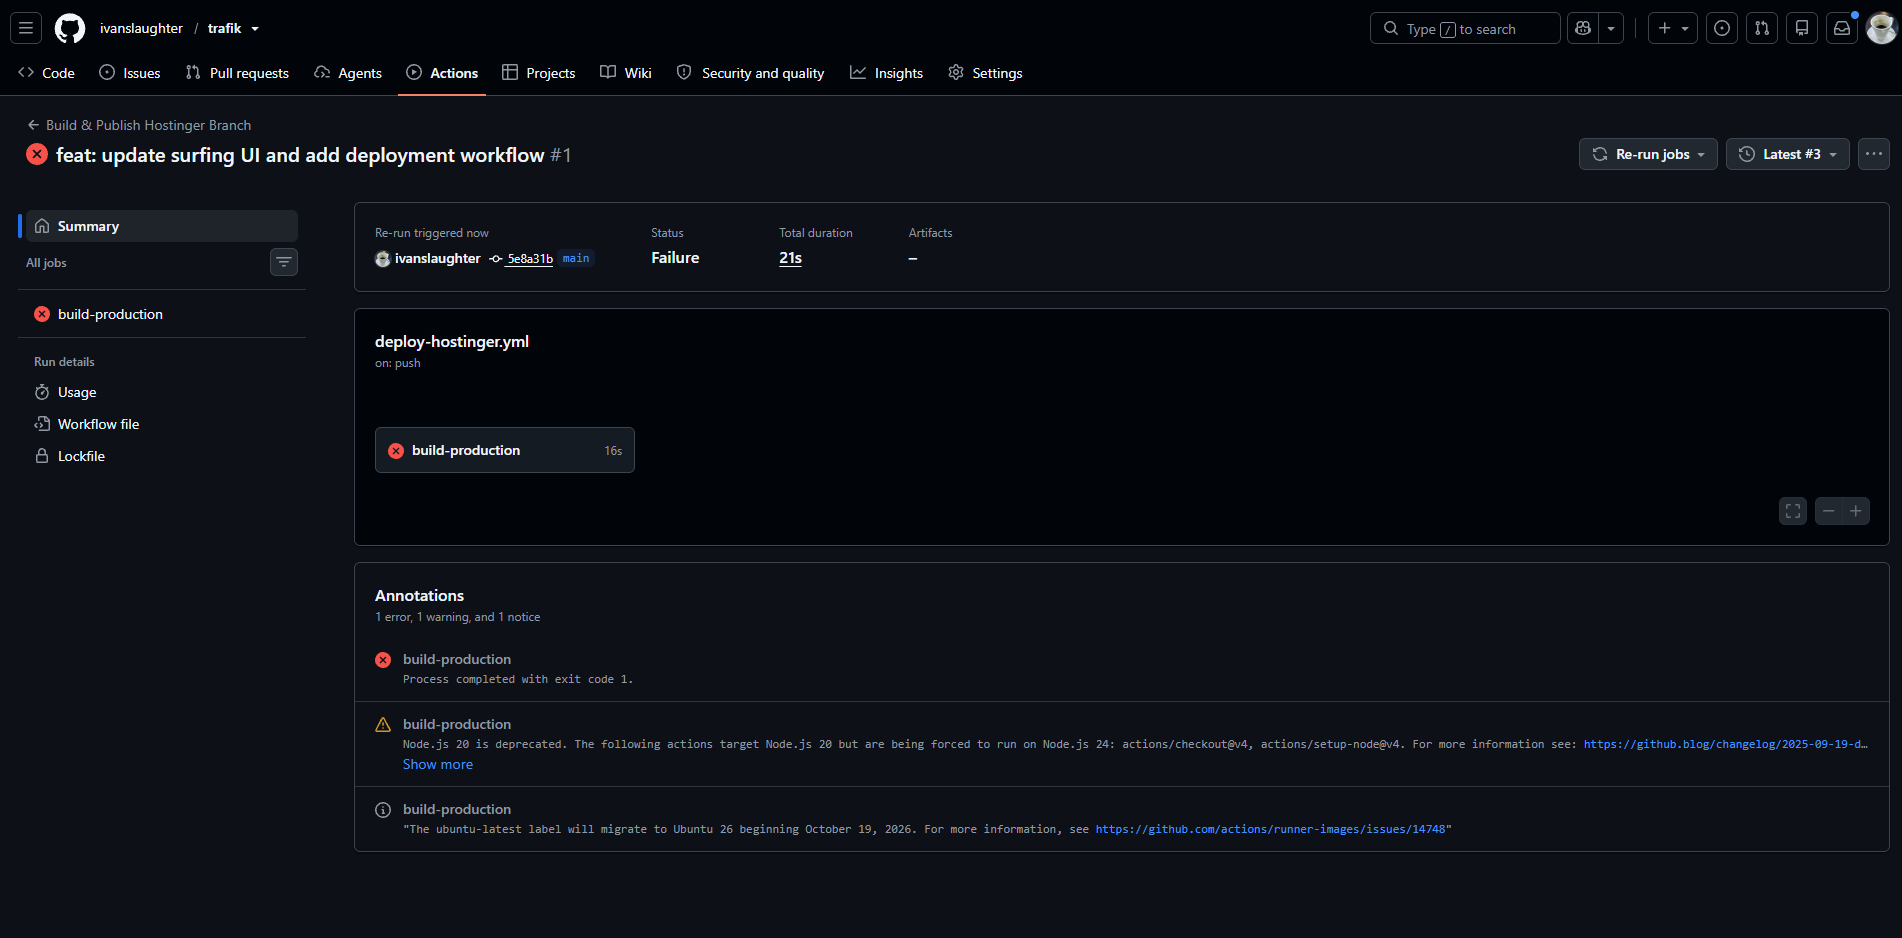 ivanslaughter / trafik
Type / to search
Code
Issues
Pull requests
Agents
Actions
Projects
Wiki
Security and quality
Insights
Settings
Build & Publish Hostinger Branch
feat: update surfing UI and add deployment workflow #1
Re-run jobs
Latest #3
Summary
All jobs
build-production
Run details
Usage
Workflow file
Lockfile
Re-run triggered now
ivanslaughter 5e8a31b main
Status
Failure
Total duration
21s
Artifacts
–
deploy-hostinger.yml
on: push
build-production 16s
Annotations
1 error, 1 warning, and 1 notice
build-production
Process completed with exit code 1.
build-production
Node.js 20 is deprecated. The following actions target Node.js 20 but are being forced to run on Node.js 24: actions/checkout@v4, actions/setup-node@v4. For more information see: https://github.blog/changelog/2025-09-19-d…
Show more
build-production
"The ubuntu-latest label will migrate to Ubuntu 26 beginning October 19, 2026. For more information, see https://github.com/actions/runner-images/issues/14748"